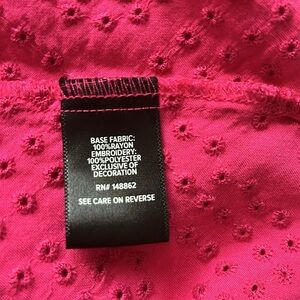 BASE FABRIC:
100%RAYON
EMBROIDERY:
100%POLYESTER
EXCLUSIVE OF
DECORATION
RN# 148862
SEE CARE ON REVERSE